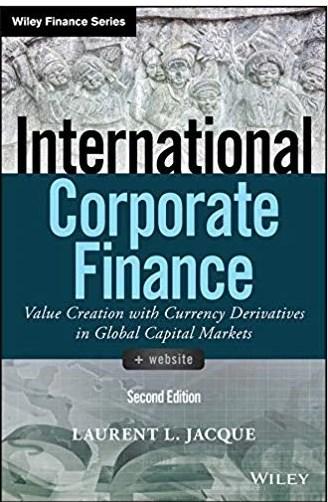 Wiley Finance Series
International
Corporate
Finance
Value Creation with Currency Derivatives
in Global Capital Markets
+ website
Second Edition
LAURENT L. JACQUE
WILEY